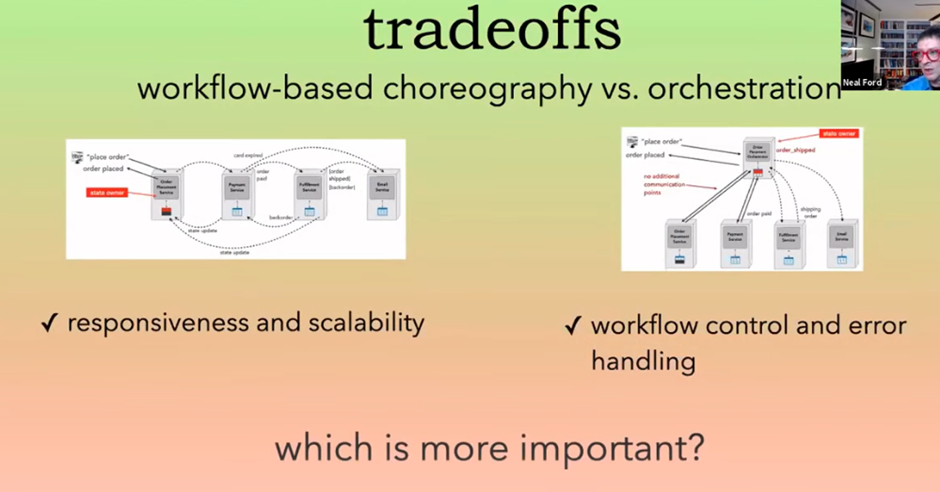 tradeoffs
Neal Ford
workflow-based choreography vs. orchestration
"place order"
order placed
state owner
Order
Placement
Service
card expired
Payment
Service
order
paid
Fulfillment
Service
[order
shipped]
[backorder]
Email
Service
backorder
state update
state update
"place order"
order placed
Order
Placement
Orchestrator
state owner
order_shipped
no additional
communication
points
order paid
shipping
order
Order
Placement
Service
Payment
Service
Fulfillment
Service
Email
Service
✓ responsiveness and scalability
✓ workflow control and error
handling
which is more important?